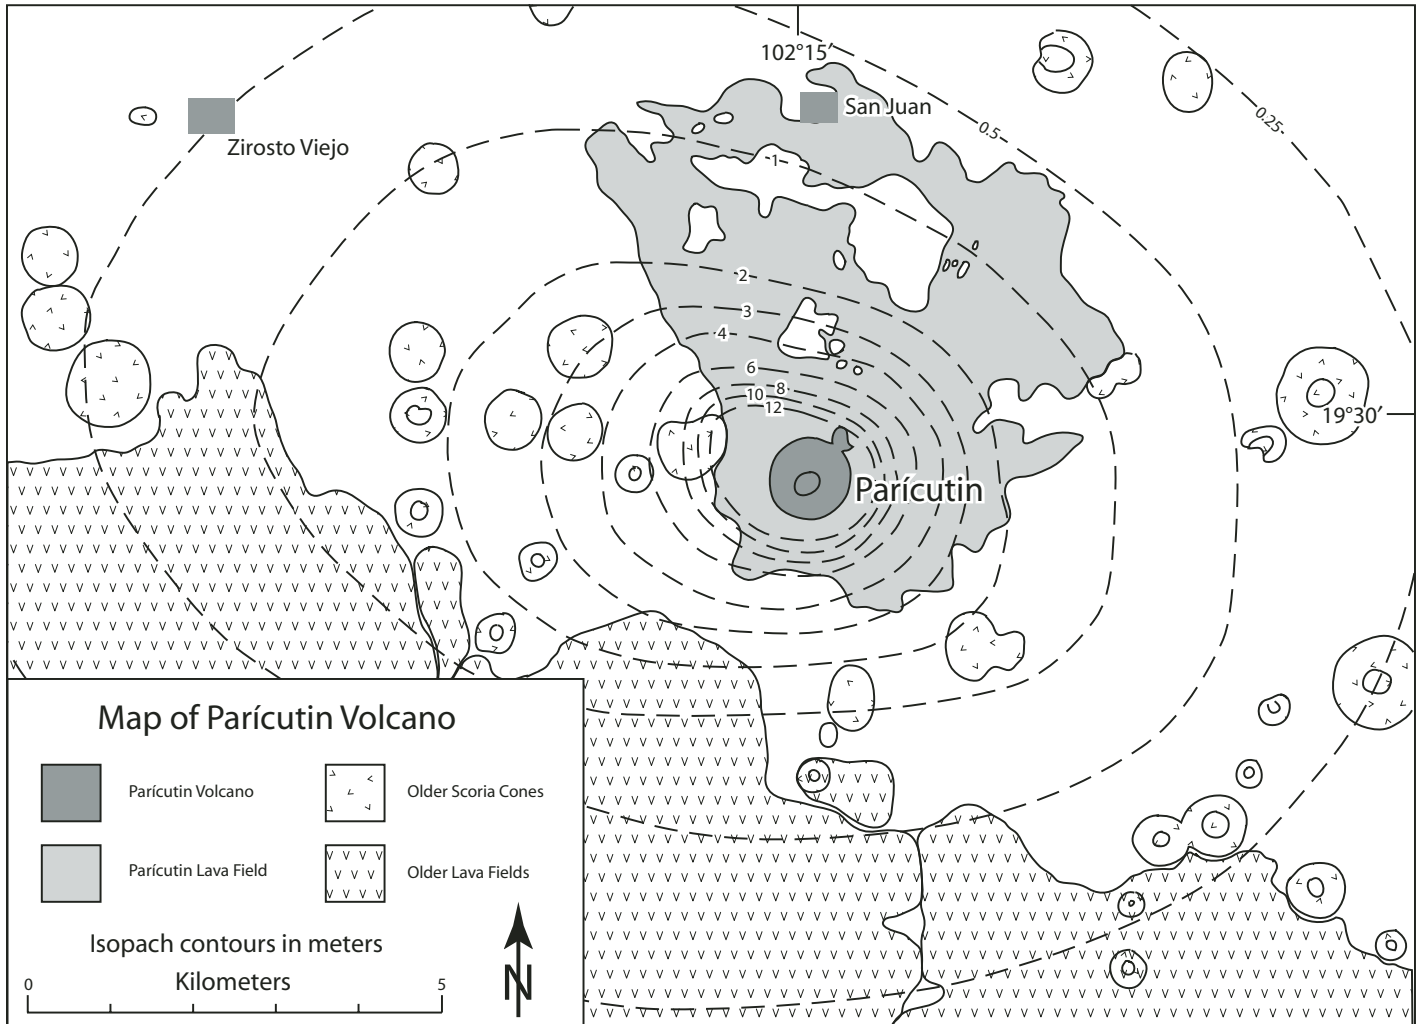 102°15′
San Juan
0.5
0.25
Zirosto Viejo
1
2
3
4
6
8
10
12
19°30′
Parícutin
Map of Parícutin Volcano
Parícutin Volcano
Older Scoria Cones
Parícutin Lava Field
Older Lava Fields
Isopach contours in meters
Kilometers
0
5
N